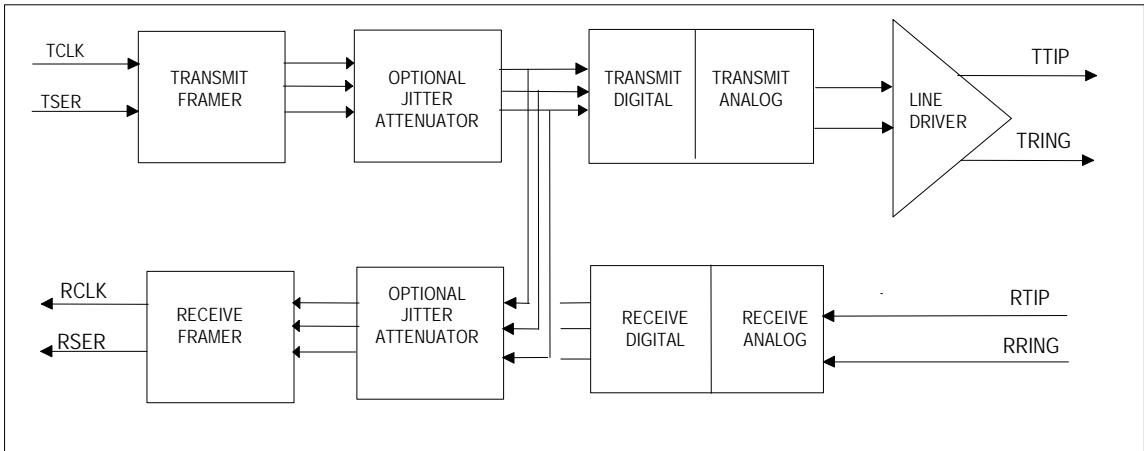 TCLK
TSER
TRANSMIT
FRAMER
OPTIONAL
JITTER
ATTENUATOR
TRANSMIT
DIGITAL
TRANSMIT
ANALOG
LINE
DRIVER
TTIP
TRING
RCLK
RSER
RECEIVE
FRAMER
OPTIONAL
JITTER
ATTENUATOR
RECEIVE
DIGITAL
RECEIVE
ANALOG
RTIP
RRING